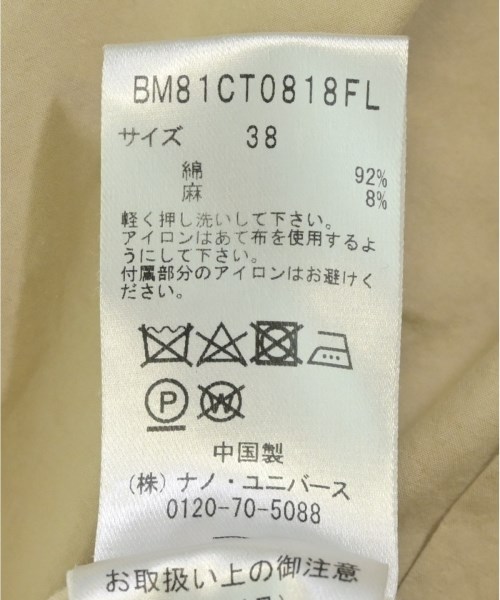 BM81CT0818FL
サイズ 38
綿 92%
麻 8%
軽く押し洗いして下さい。
アイロンはあて布を使用するよ
うにして下さい。
付属部分のアイロンはお避けく
ださい。
P W
中国製
(株) ナノ・ユニバース
0120-70-5088
お取扱い上の御注意